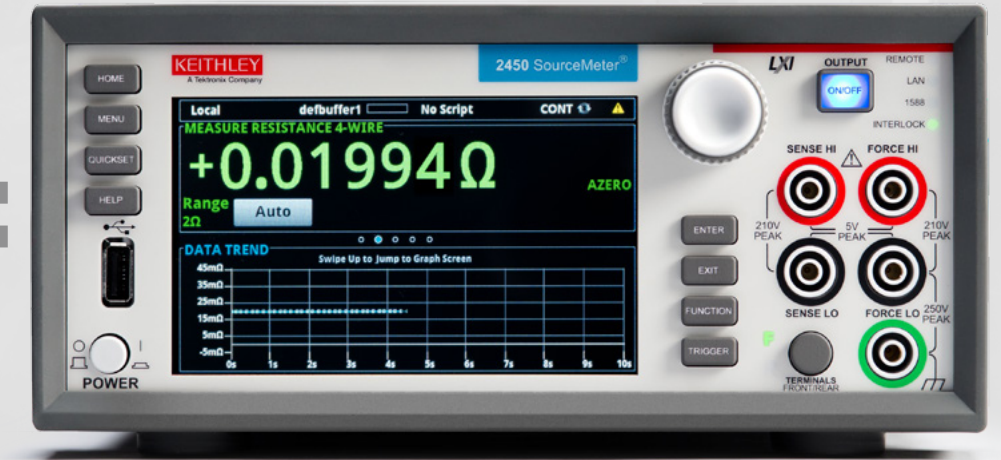 KEITHLEY
A Tektronix Company
2450 SourceMeter®
LXI
OUTPUT
ON/OFF
REMOTE
LAN
1588
INTERLOCK
HOME
MENU
QUICKSET
HELP
POWER
Local defbuffer1 No Script CONT
MEASURE RESISTANCE 4-WIRE
+0.01994Ω
AZERO
Range Auto
2Ω
DATA TREND
Swipe Up to Jump to Graph Screen
45mΩ
35mΩ
25mΩ
15mΩ
5mΩ
-5mΩ
0s 1s 2s 3s 4s 5s 6s 7s 8s 9s 10s
ENTER
EXIT
FUNCTION
TRIGGER
SENSE HI FORCE HI
210V PEAK
5V PEAK
210V PEAK
SENSE LO FORCE LO
250V PEAK
F
TERMINALS
FRONT/REAR